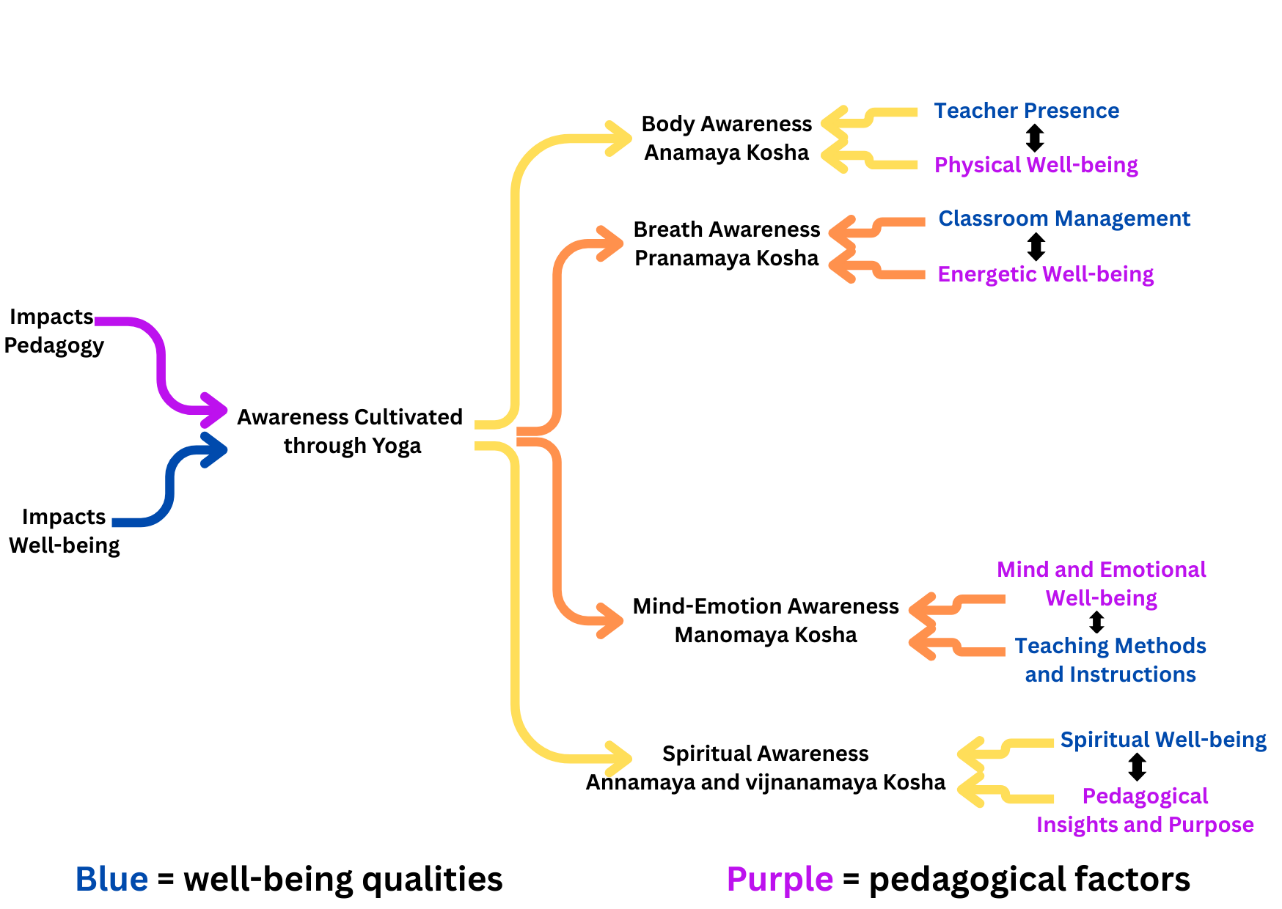 Impacts
Pedagogy
Impacts
Well-being
Awareness Cultivated
through Yoga
Body Awareness
Anamaya Kosha
Teacher Presence
Physical Well-being
Breath Awareness
Pranamaya Kosha
Classroom Management
Energetic Well-being
Mind-Emotion Awareness
Manomaya Kosha
Mind and Emotional
Well-being
Teaching Methods
and Instructions
Spiritual Awareness
Annamaya and vijnanamaya Kosha
Spiritual Well-being
Pedagogical
Insights and Purpose
Blue = well-being qualities
Purple = pedagogical factors